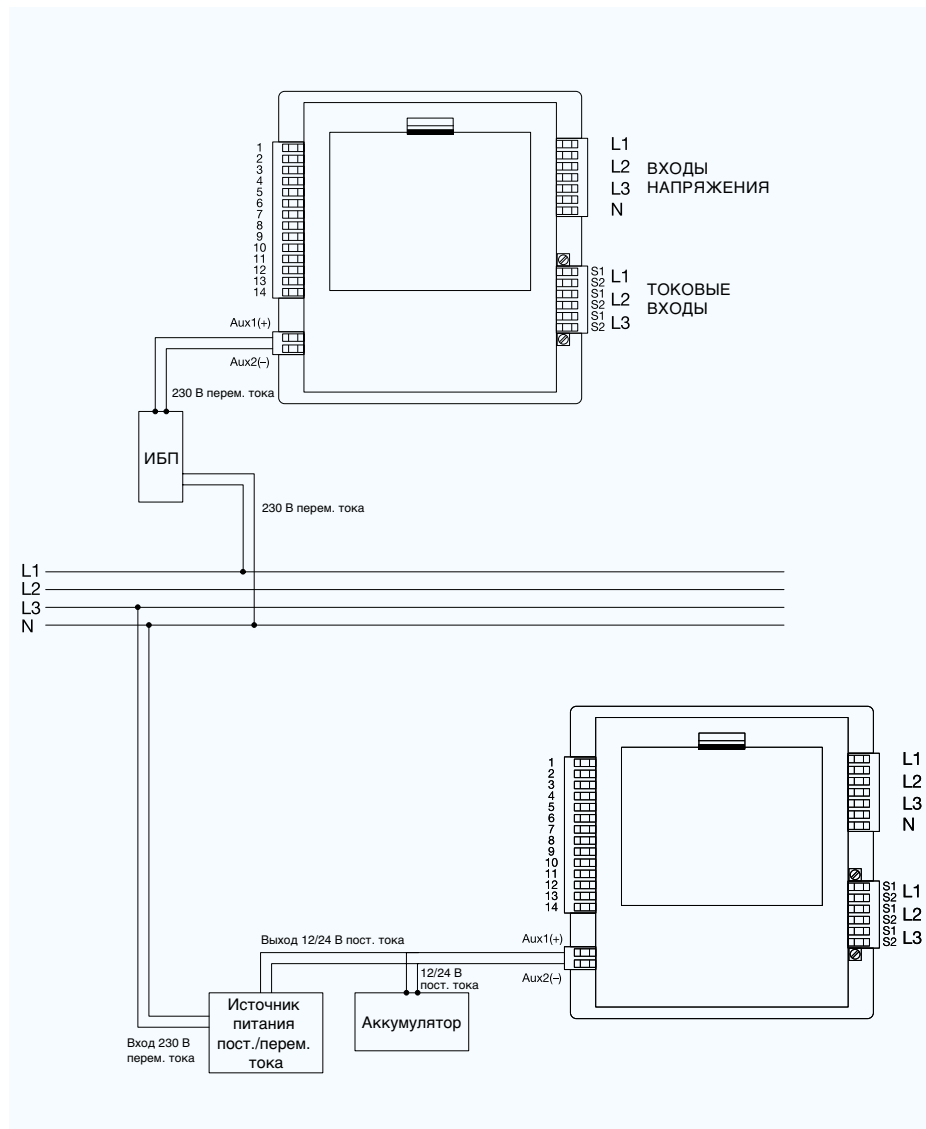 1
2
3
4
5
6
7
8
9
10
11
12
13
14
L1
L2
L3
N
ВХОДЫ
НАПРЯЖЕНИЯ
S1
S2
S1
S2
S1
S2
L1
L2
L3
ТОКОВЫЕ
ВХОДЫ
Aux1(+)
Aux2(–)
230 В перем. тока
ИБП
230 В перем. тока
L1
L2
L3
N
1
2
3
4
5
6
7
8
9
10
11
12
13
14
L1
L2
L3
N
S1
S2
S1
S2
S1
S2
L1
L2
L3
Aux1(+)
Aux2(–)
Выход 12/24 В пост. тока
12/24 В
пост. тока
Источник
питания
пост./перем.
тока
Аккумулятор
Вход 230 В
перем. тока